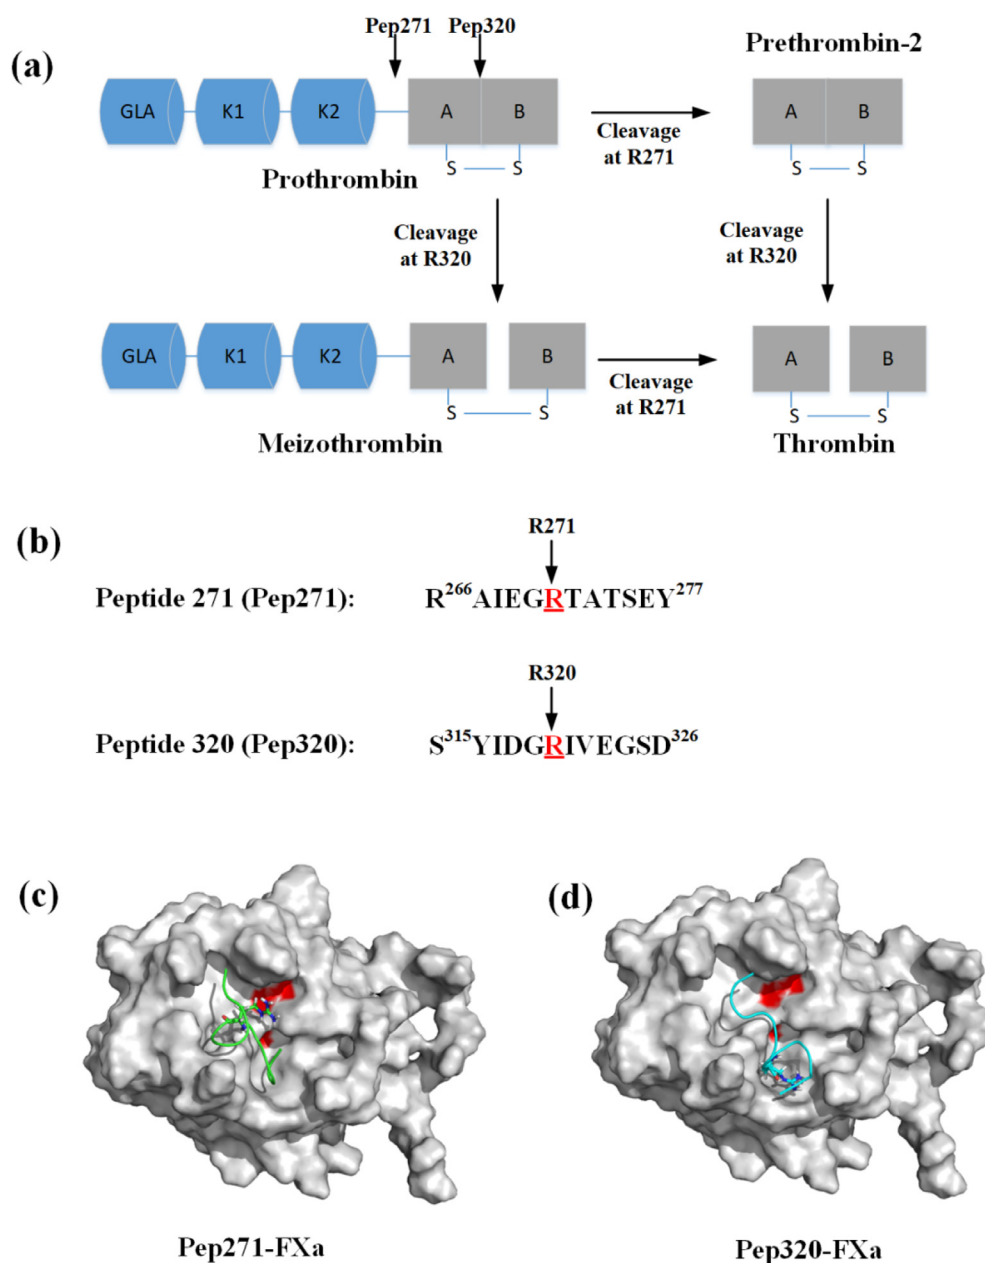 (a)
Pep271 Pep320
Prethrombin-2
GLA K1 K2 A B
Cleavage
at R271
A B
S S
S S
Prothrombin
Cleavage
at R320
Cleavage
at R320
GLA K1 K2 A B
Cleavage
at R271
A B
S S
S S
Meizothrombin
Thrombin
(b)
R271
Peptide 271 (Pep271): R²⁶⁶AIEGRTATSEY²⁷⁷
R320
Peptide 320 (Pep320): S³¹⁵YIDGRIVEGSD³²⁶
(c)
(d)
Pep271-FXa
Pep320-FXa